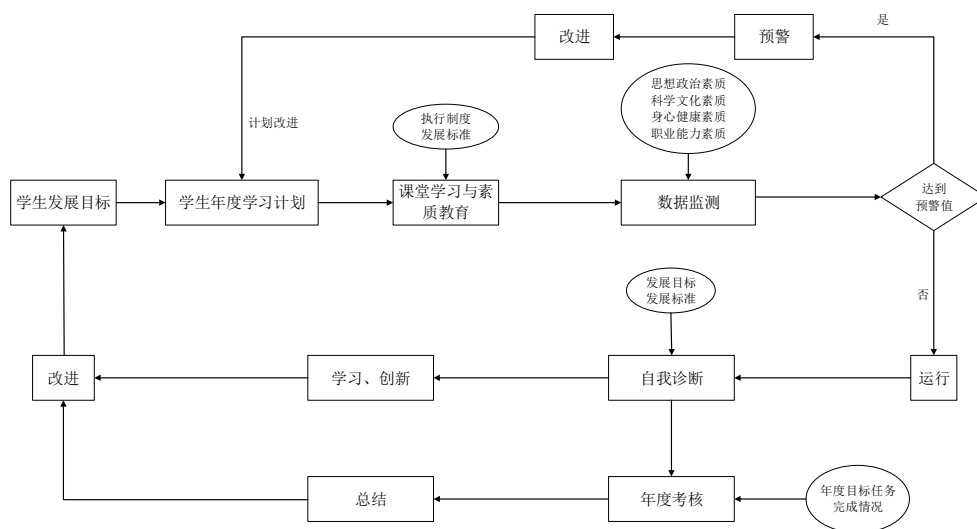 改进
预警
是
思想政治素质
科学文化素质
身心健康素质
职业能力素质
计划改进
执行制度
发展标准
学生发展目标
学生年度学习计划
课堂学习与素
质教育
数据监测
达到
预警值
发展目标
发展标准
否
改进
学习、创新
自我诊断
运行
总结
年度考核
年度目标任务
完成情况